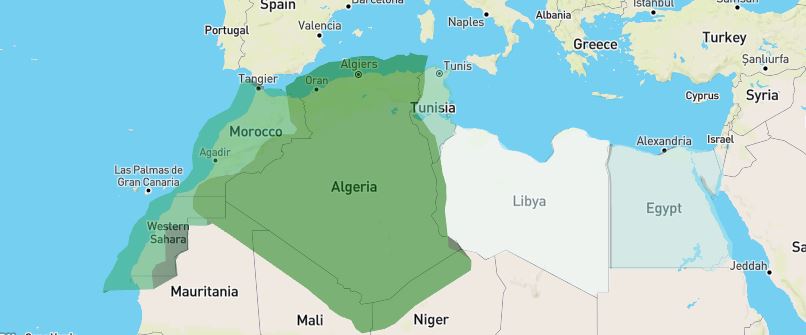 Spain
Barcelona
Valencia
Portugal
Naples
Albania
Istanbul
Greece
Turkey
Şanlıurfa
Cyprus
Syria
Tangier
Oran
Algiers
Tunis
Tunisia
Morocco
Agadir
Alexandria
Israel
Las Palmas de
Gran Canaria
Algeria
Libya
Egypt
Western
Sahara
Jeddah
Mauritania
Mali
Niger